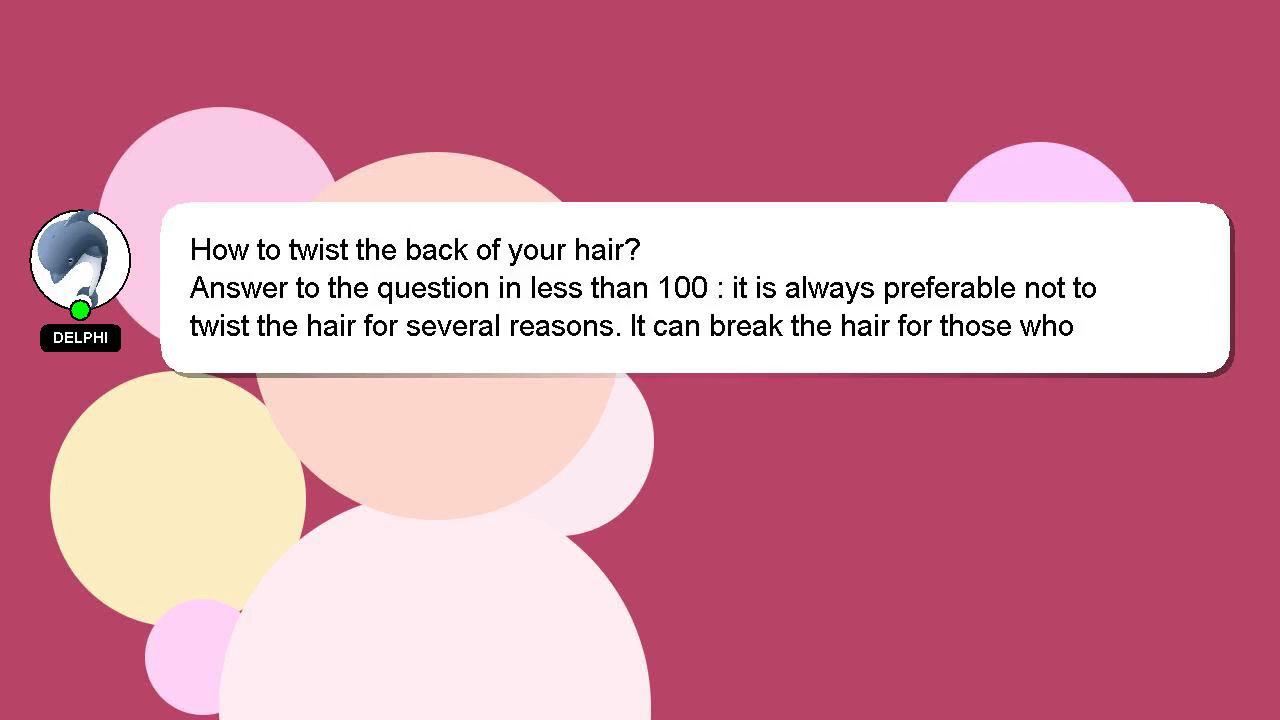 How to twist the back of your hair?
Answer to the question in less than 100 : it is always preferable not to
twist the hair for several reasons. It can break the hair for those who
DELPHI